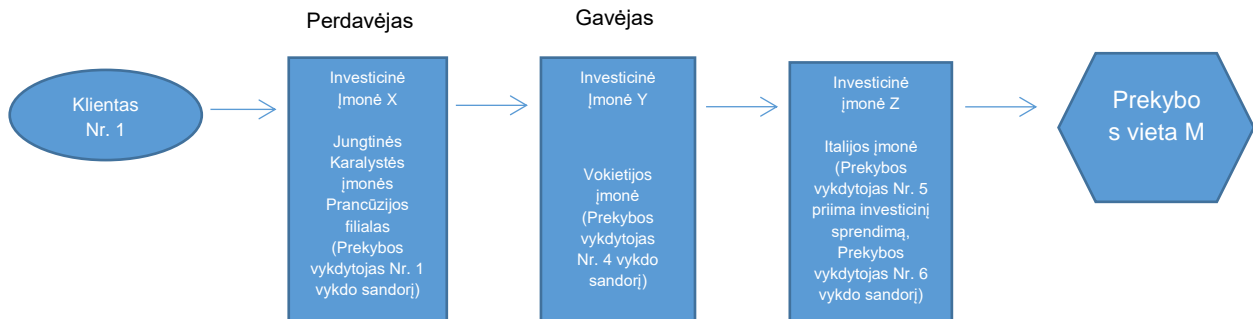 Perdavėjas
Gavėjas
Klientas
Nr. 1
Investicinė
Įmonė X
Jungtinės
Karalystės
įmonės
Prancūzijos
filialas
(Prekybos
vykdytojas Nr. 1
vykdo sandorį)
Investicinė
Įmonė Y
Vokietijos
įmonė
(Prekybos
vykdytojas
Nr. 4 vykdo
sandorį)
Investicinė
įmonė Z
Italijos įmonė
(Prekybos
vykdytojas Nr. 5
priima investicinį
sprendimą,
Prekybos
vykdytojas Nr. 6
vykdo sandorį)
Prekybo
s vieta M